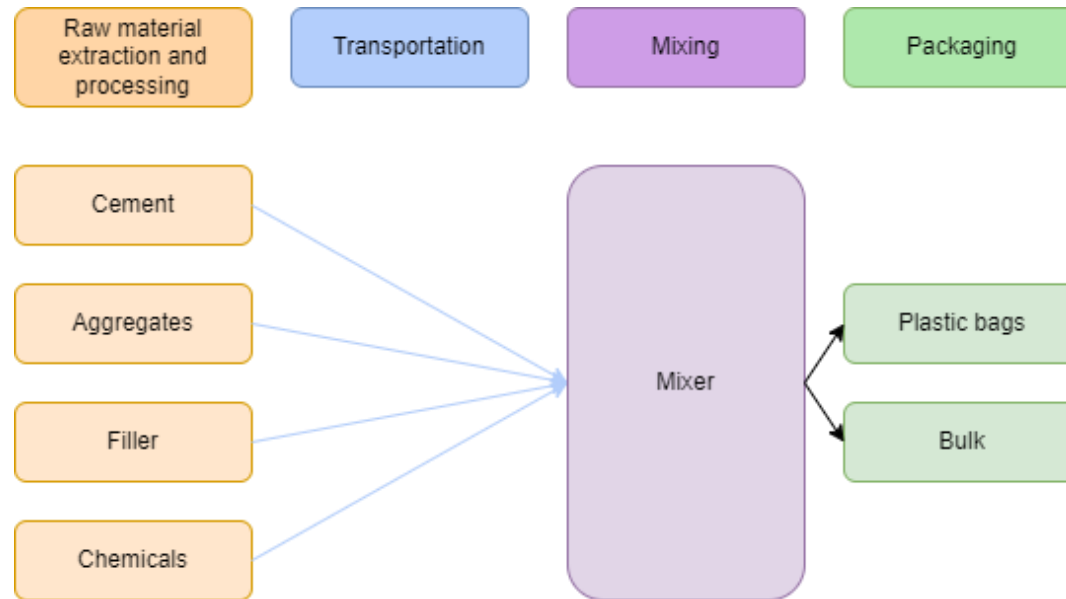 Raw material
extraction and
processing
Transportation
Mixing
Packaging
Cement
Aggregates
Filler
Chemicals
Mixer
Plastic bags
Bulk